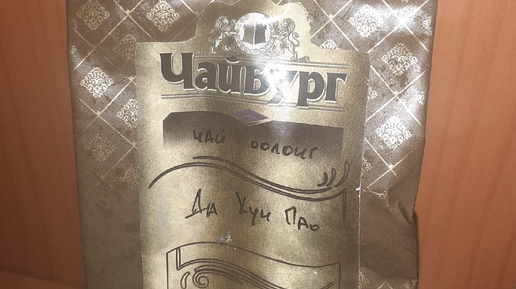 ЧайБург
чай оолонг
Да Хун Пао